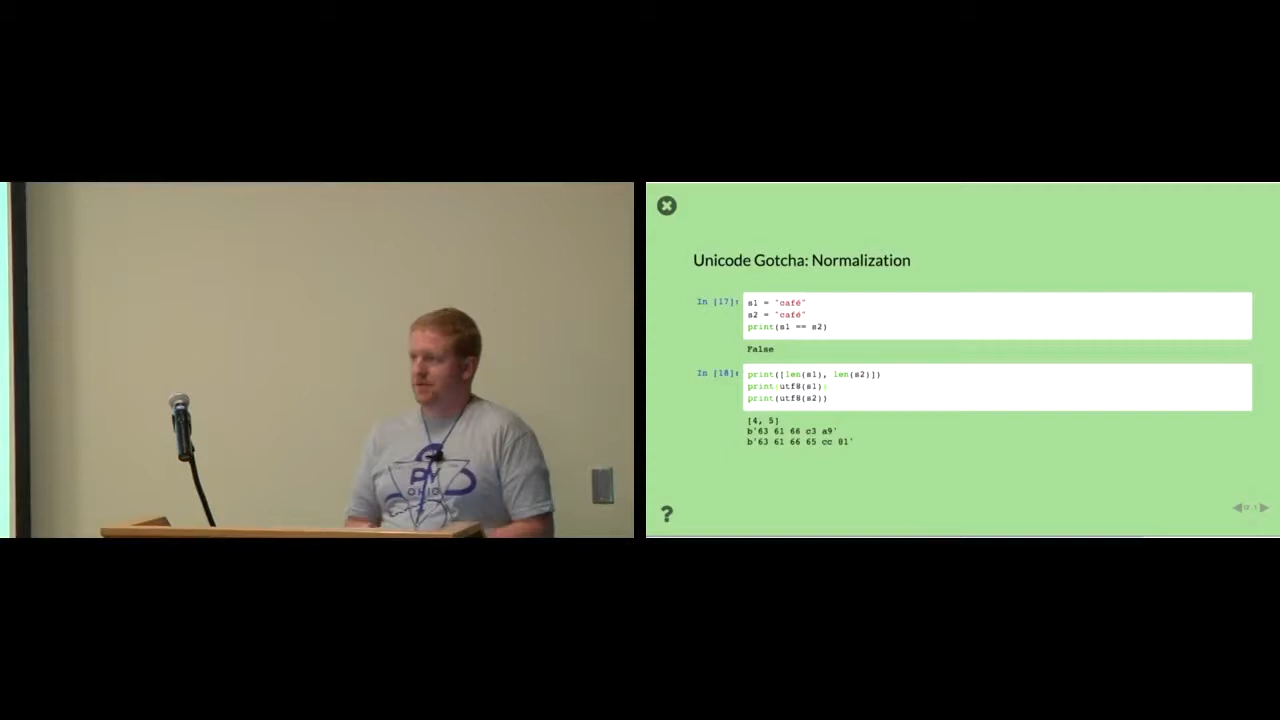 PY
OHIO
Unicode Gotcha: Normalization
In [17]:
s1 = "café"
s2 = "café"
print(s1 == s2)
False
In [18]:
print([len(s1), len(s2)])
print(utf8(s1))
print(utf8(s2))
[4, 5]
b'63 61 66 c3 a9'
b'63 61 66 65 cc 81'
?